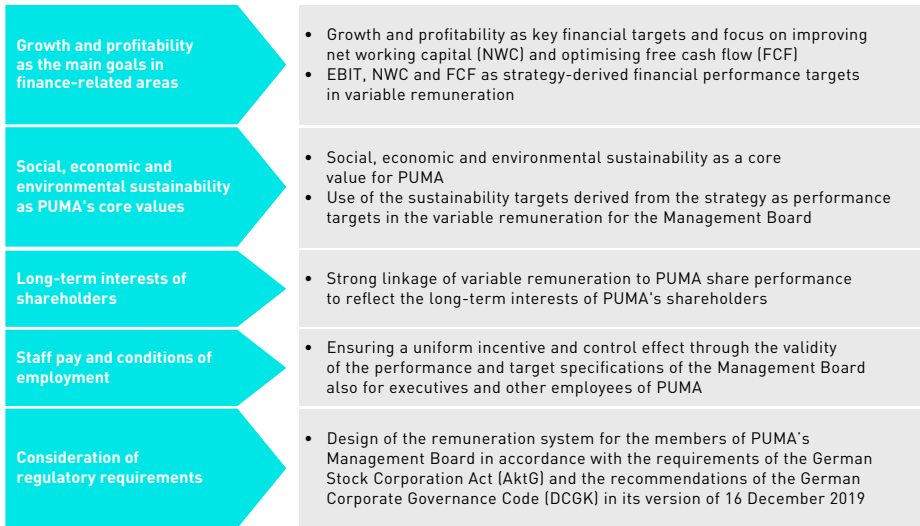 Growth and profitability
as the main goals in
finance-related areas
• Growth and profitability as key financial targets and focus on improving
net working capital (NWC) and optimising free cash flow (FCF)
• EBIT, NWC and FCF as strategy-derived financial performance targets
in variable remuneration
Social, economic and
environmental sustainability
as PUMA's core values
• Social, economic and environmental sustainability as a core
value for PUMA
• Use of the sustainability targets derived from the strategy as performance
targets in the variable remuneration for the Management Board
Long-term interests of
shareholders
• Strong linkage of variable remuneration to PUMA share performance
to reflect the long-term interests of PUMA's shareholders
Staff pay and conditions of
employment
• Ensuring a uniform incentive and control effect through the validity
of the performance and target specifications of the Management Board
also for executives and other employees of PUMA
Consideration of
regulatory requirements
• Design of the remuneration system for the members of PUMA's
Management Board in accordance with the requirements of the German
Stock Corporation Act (AktG) and the recommendations of the German
Corporate Governance Code (DCGK) in its version of 16 December 2019